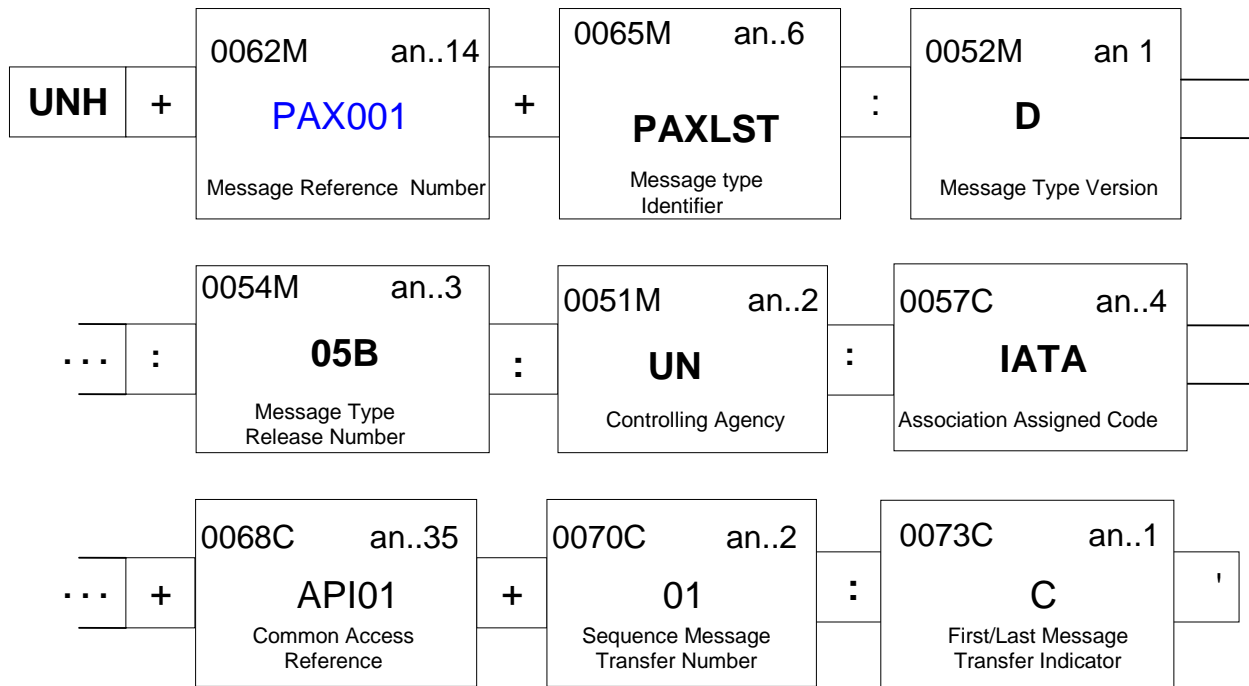 0062M an..14
0065M an..6
0052M an 1
UNH + PAX001 + PAXLST : D
Message Reference Number
Message type
Identifier
Message Type Version
0054M an..3
0051M an..2
0057C an..4
... : 05B : UN : IATA
Message Type
Release Number
Controlling Agency
Association Assigned Code
0068C an..35
0070C an..2
0073C an..1
... + API01 + 01 : C '
Common Access
Reference
Sequence Message
Transfer Number
First/Last Message
Transfer Indicator